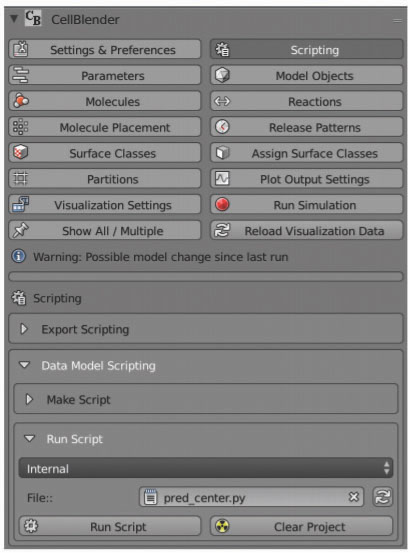 CB CellBlender
Settings & Preferences Scripting
Parameters Model Objects
Molecules Reactions
Molecule Placement Release Patterns
Surface Classes Assign Surface Classes
Partitions Plot Output Settings
Visualization Settings Run Simulation
Show All / Multiple Reload Visualization Data
Warning: Possible model change since last run
Scripting
Export Scripting
Data Model Scripting
Make Script
Run Script
Internal
File:: pred_center.py
Run Script Clear Project